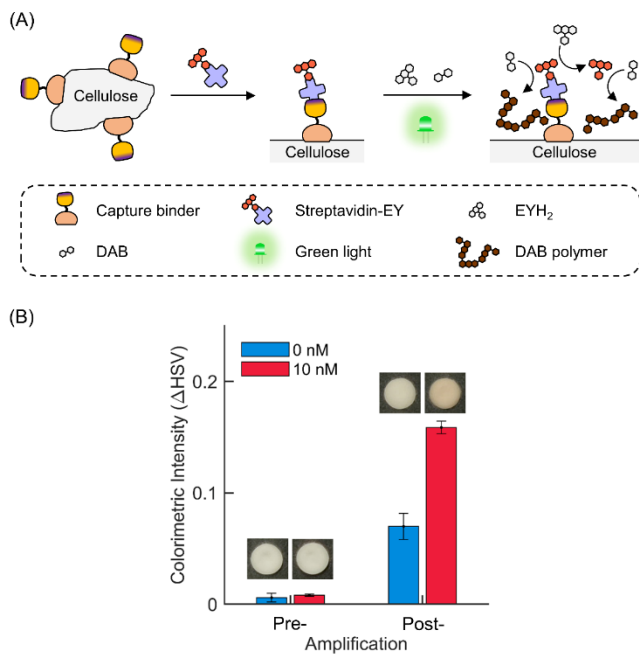 (A)
Cellulose
Cellulose
Cellulose
Capture binder
Streptavidin-EY
EYH₂
DAB
Green light
DAB polymer
(B)
Colorimetric Intensity (ΔHSV)
0 nM
10 nM
0.2
0.1
0
Pre-
Post-
Amplification